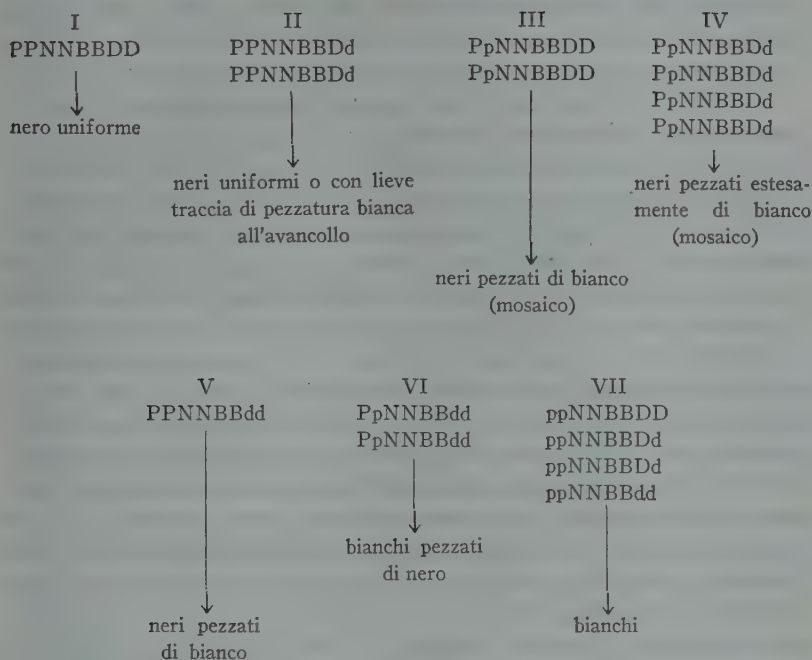 I
PPNNBBDD
nero uniforme
II
PPNNBBDd
PPNNBBDd
neri uniformi o con lieve
traccia di pezzatura bianca
all'avancollo
III
PpNNBBDD
PpNNBBDD
neri pezzati di bianco
(mosaico)
IV
PpNNBBDd
PpNNBBDd
PpNNBBDd
PpNNBBDd
neri pezzati estesa-
mente di bianco
(mosaico)
V
PPNNBBdd
neri pezzati
di bianco
VI
PpNNBBdd
PpNNBBdd
bianchi pezzati
di nero
VII
ppNNBBDD
ppNNBBDd
ppNNBBDd
ppNNBBdd
bianchi